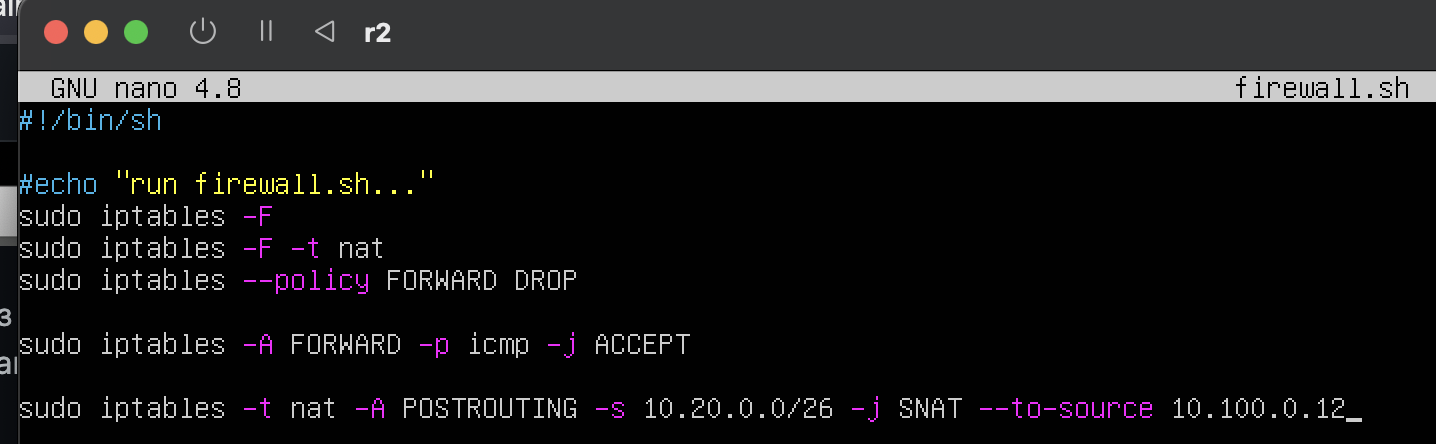 r2
GNU nano 4.8 firewall.sh
#!/bin/sh
#echo "run firewall.sh..."
sudo iptables -F
sudo iptables -F -t nat
sudo iptables --policy FORWARD DROP
sudo iptables -A FORWARD -p icmp -j ACCEPT
sudo iptables -t nat -A POSTROUTING -s 10.20.0.0/26 -j SNAT --to-source 10.100.0.12_